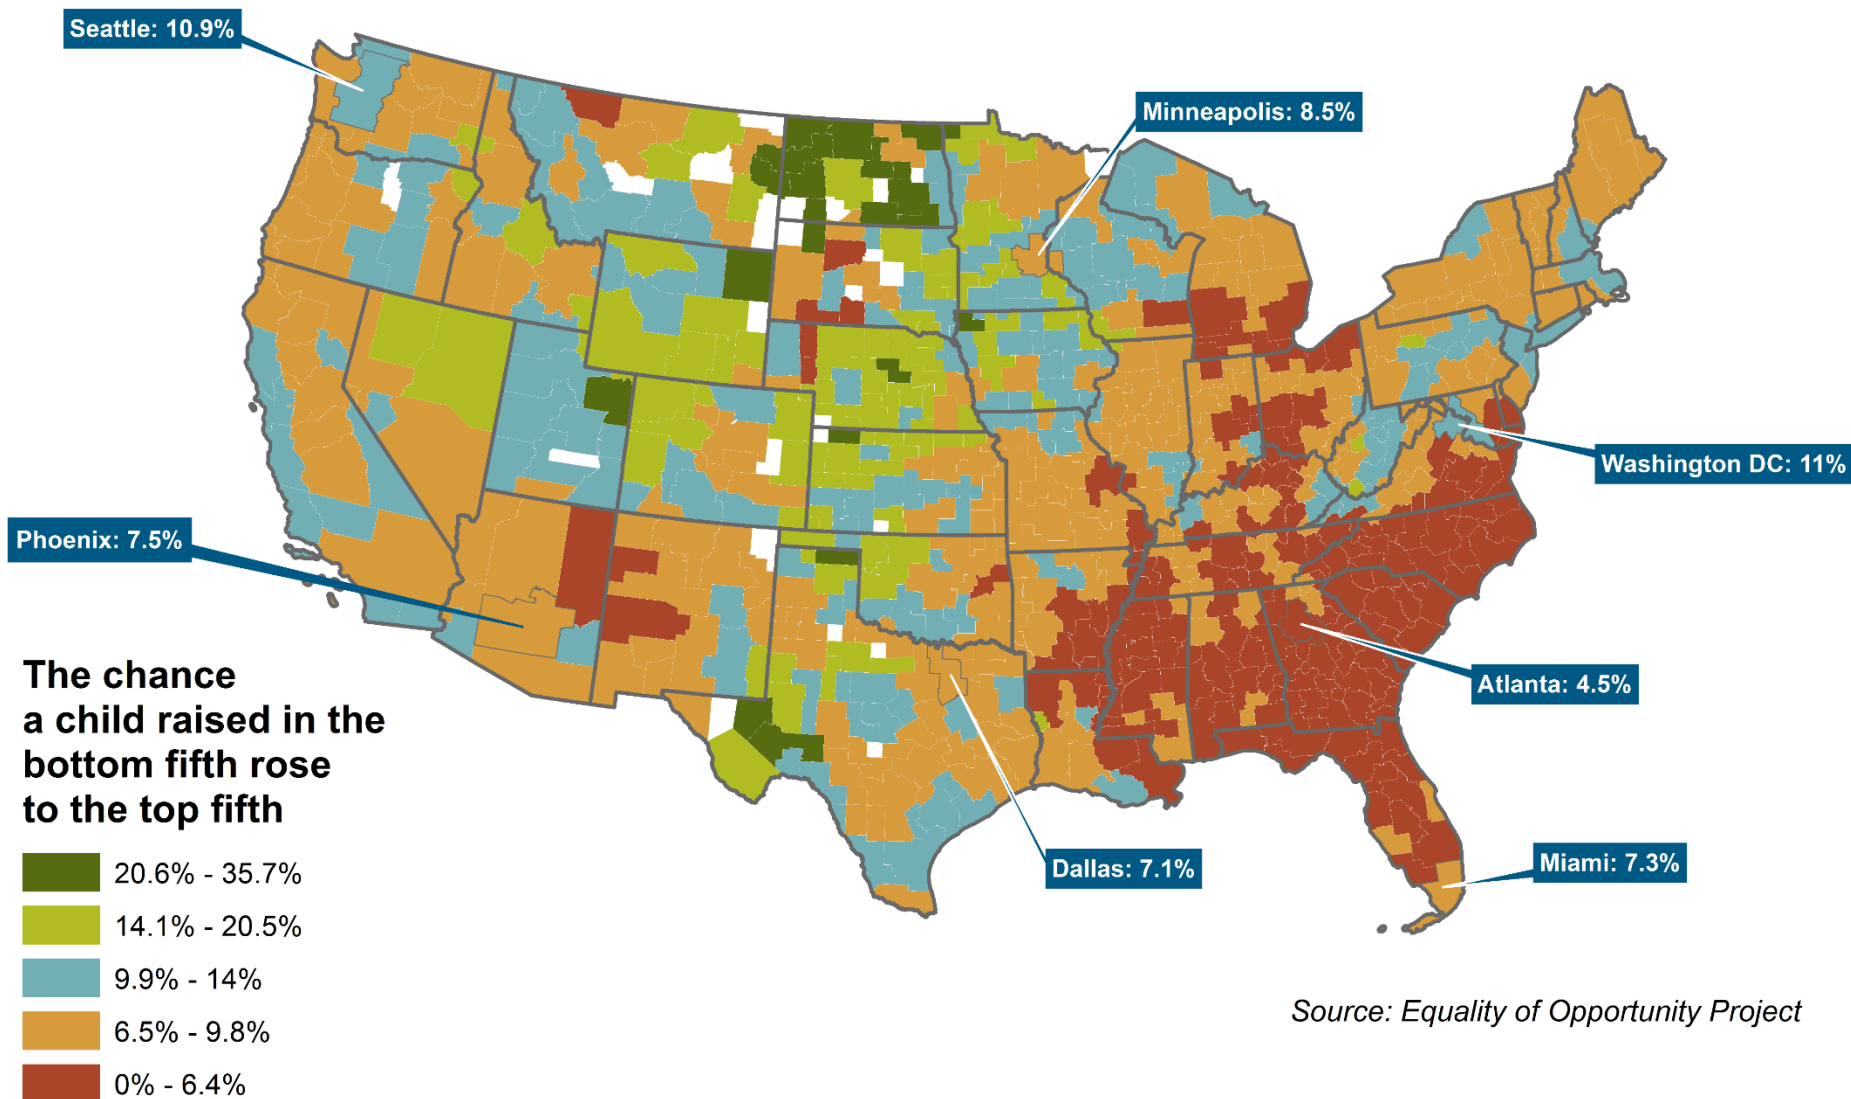 Seattle: 10.9%
Minneapolis: 8.5%
Washington DC: 11%
Phoenix: 7.5%
Atlanta: 4.5%
Dallas: 7.1%
Miami: 7.3%
The chance
a child raised in the
bottom fifth rose
to the top fifth
20.6% - 35.7%
14.1% - 20.5%
9.9% - 14%
6.5% - 9.8%
0% - 6.4%
Source: Equality of Opportunity Project